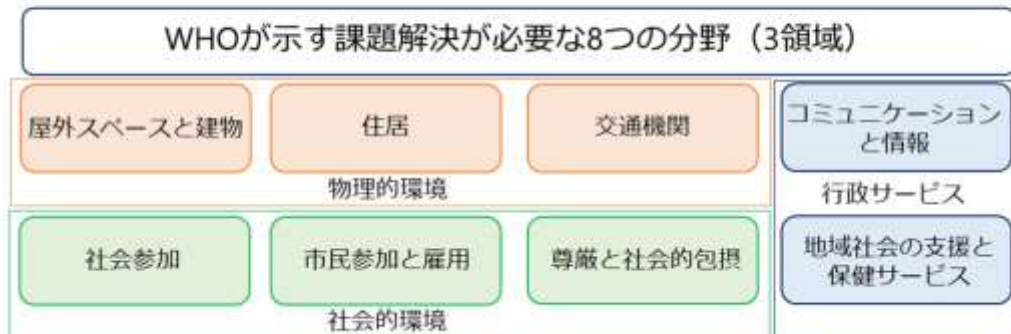 WHOが示す課題解決が必要な8つの分野（3領域）
屋外スペースと建物
住居
交通機関
物理的環境
社会参加
市民参加と雇用
尊厳と社会的包摂
社会的環境
コミュニケーション
と情報
行政サービス
地域社会の支援と
保健サービス